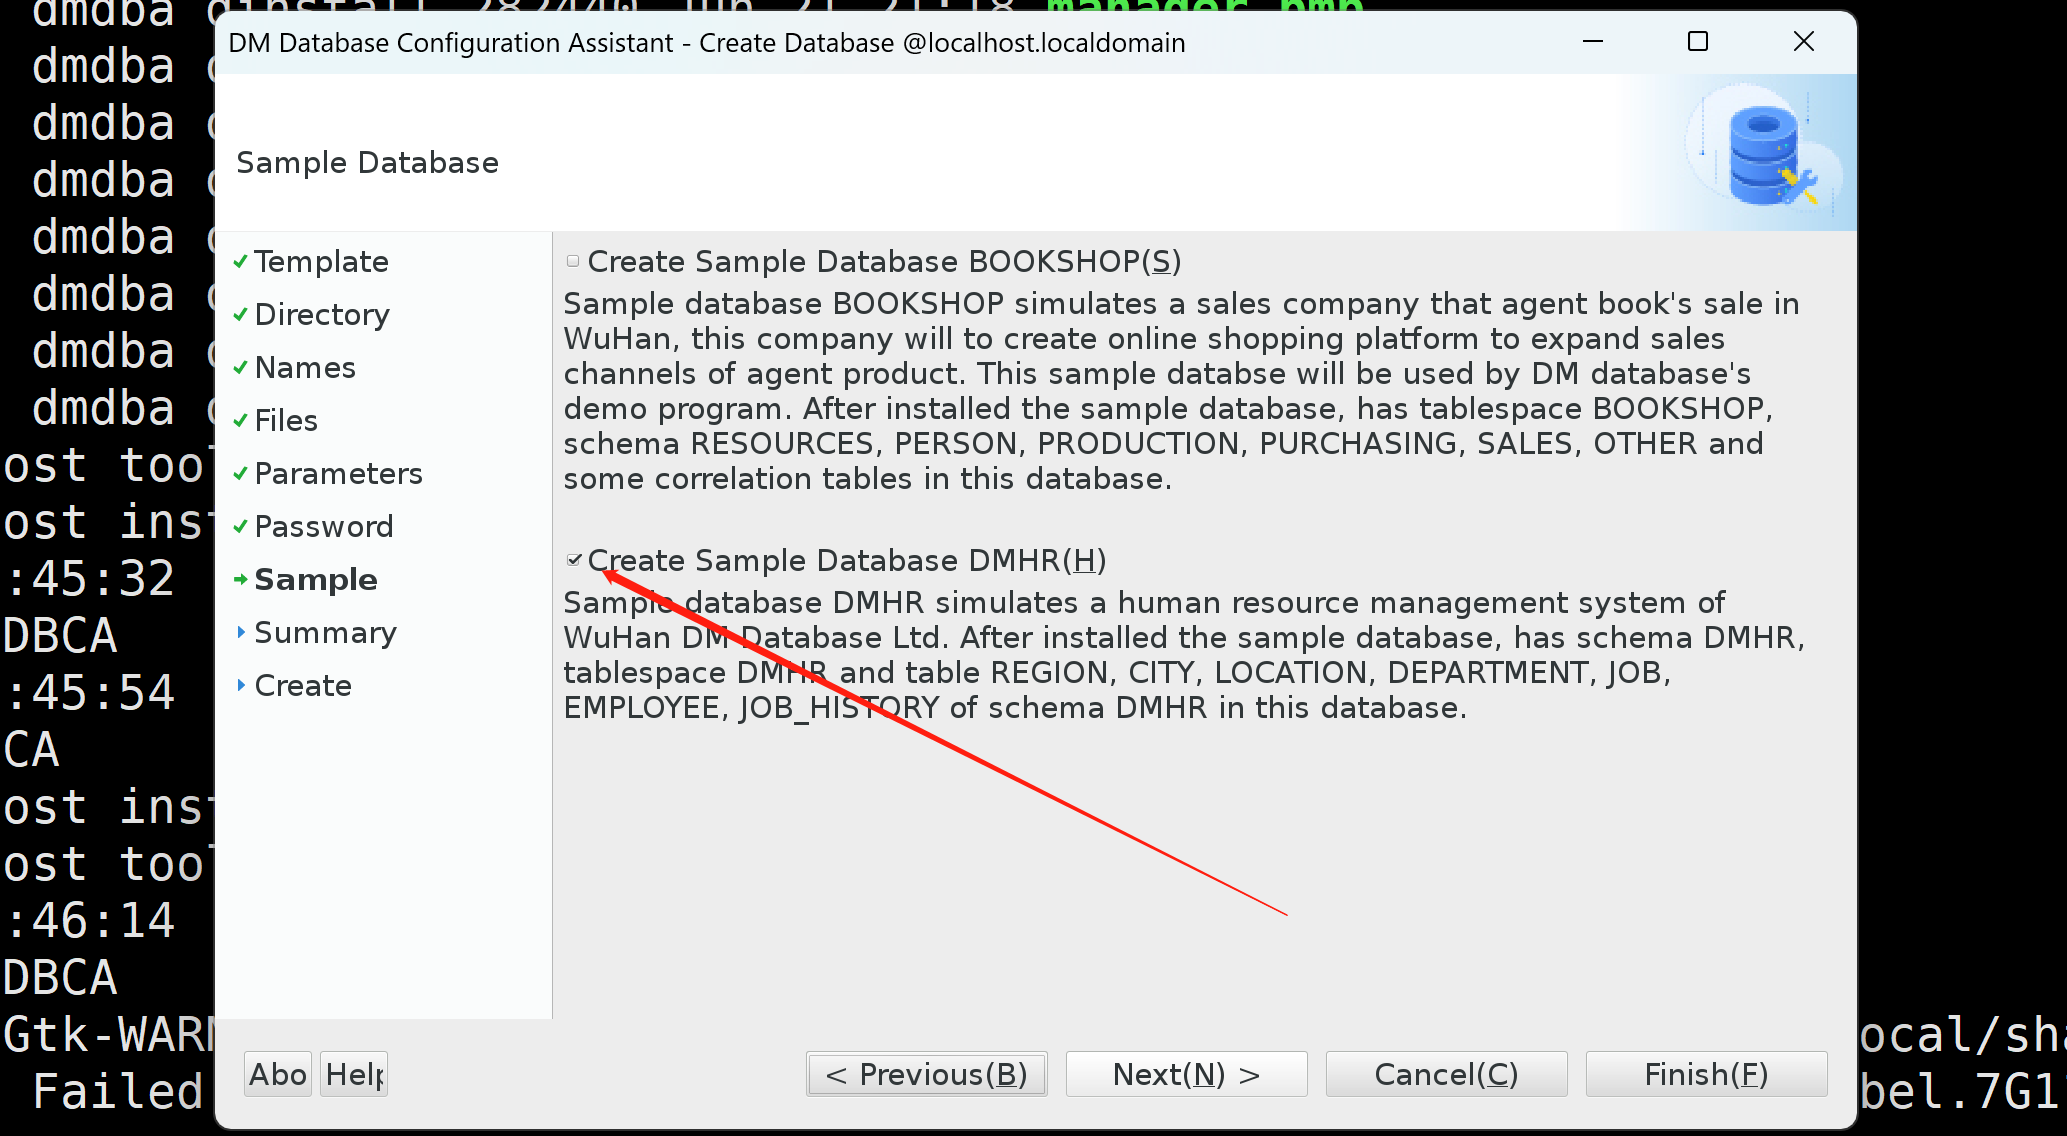 dmdba dinstall 282440 Jun 21 21:18 manager.bmp
DM Database Configuration Assistant - Create Database @localhost.localdomain
dmdba
dmdba
dmdba
Sample Database
dmdba
dmdba
dmdba
dmdba
dmdba
Template
Directory
Names
Files
Parameters
Password
Sample
Summary
Create
Create Sample Database BOOKSHOP(S)
Sample database BOOKSHOP simulates a sales company that agent book's sale in
WuHan, this company will to create online shopping platform to expand sales
channels of agent product. This sample databse will be used by DM database's
demo program. After installed the sample database, has tablespace BOOKSHOP,
schema RESOURCES, PERSON, PRODUCTION, PURCHASING, SALES, OTHER and
some correlation tables in this database.
Create Sample Database DMHR(H)
Sample database DMHR simulates a human resource management system of
WuHan DM Database Ltd. After installed the sample database, has schema DMHR,
tablespace DMHR and table REGION, CITY, LOCATION, DEPARTMENT, JOB,
EMPLOYEE, JOB_HISTORY of schema DMHR in this database.
ost tool
ost inst
:45:32
DBCA
:45:54
CA
ost inst
ost tool
:46:14
DBCA
Gtk-WARN
ocal/sha
Failed
bel.7G1
Abo
Help
< Previous(B)
Next(N) >
Cancel(C)
Finish(F)